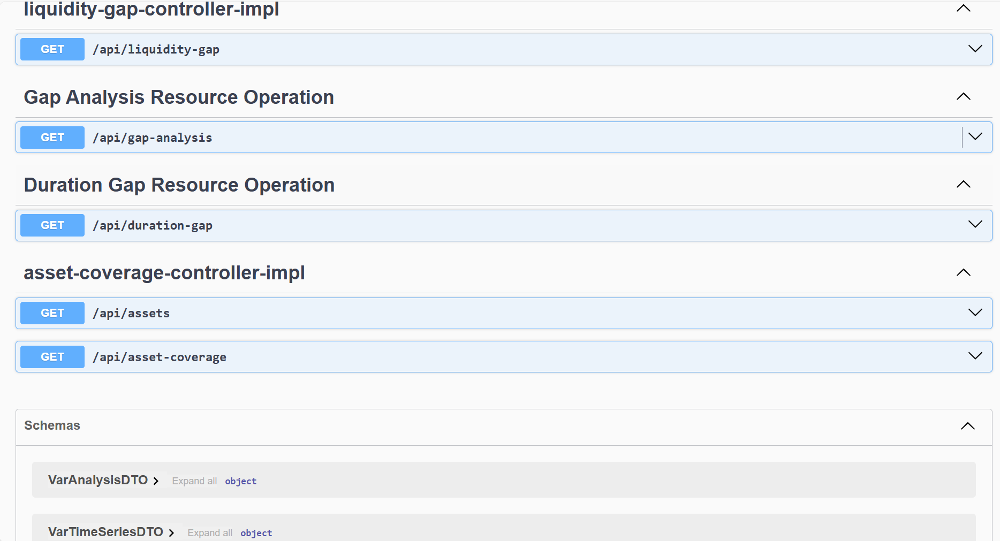 liquidity-gap-controller-impl
GET /api/liquidity-gap
Gap Analysis Resource Operation
GET /api/gap-analysis
Duration Gap Resource Operation
GET /api/duration-gap
asset-coverage-controller-impl
GET /api/assets
GET /api/asset-coverage
Schemas
VarAnalysisDTO Expand all object
VarTimeSeriesDTO Expand all object